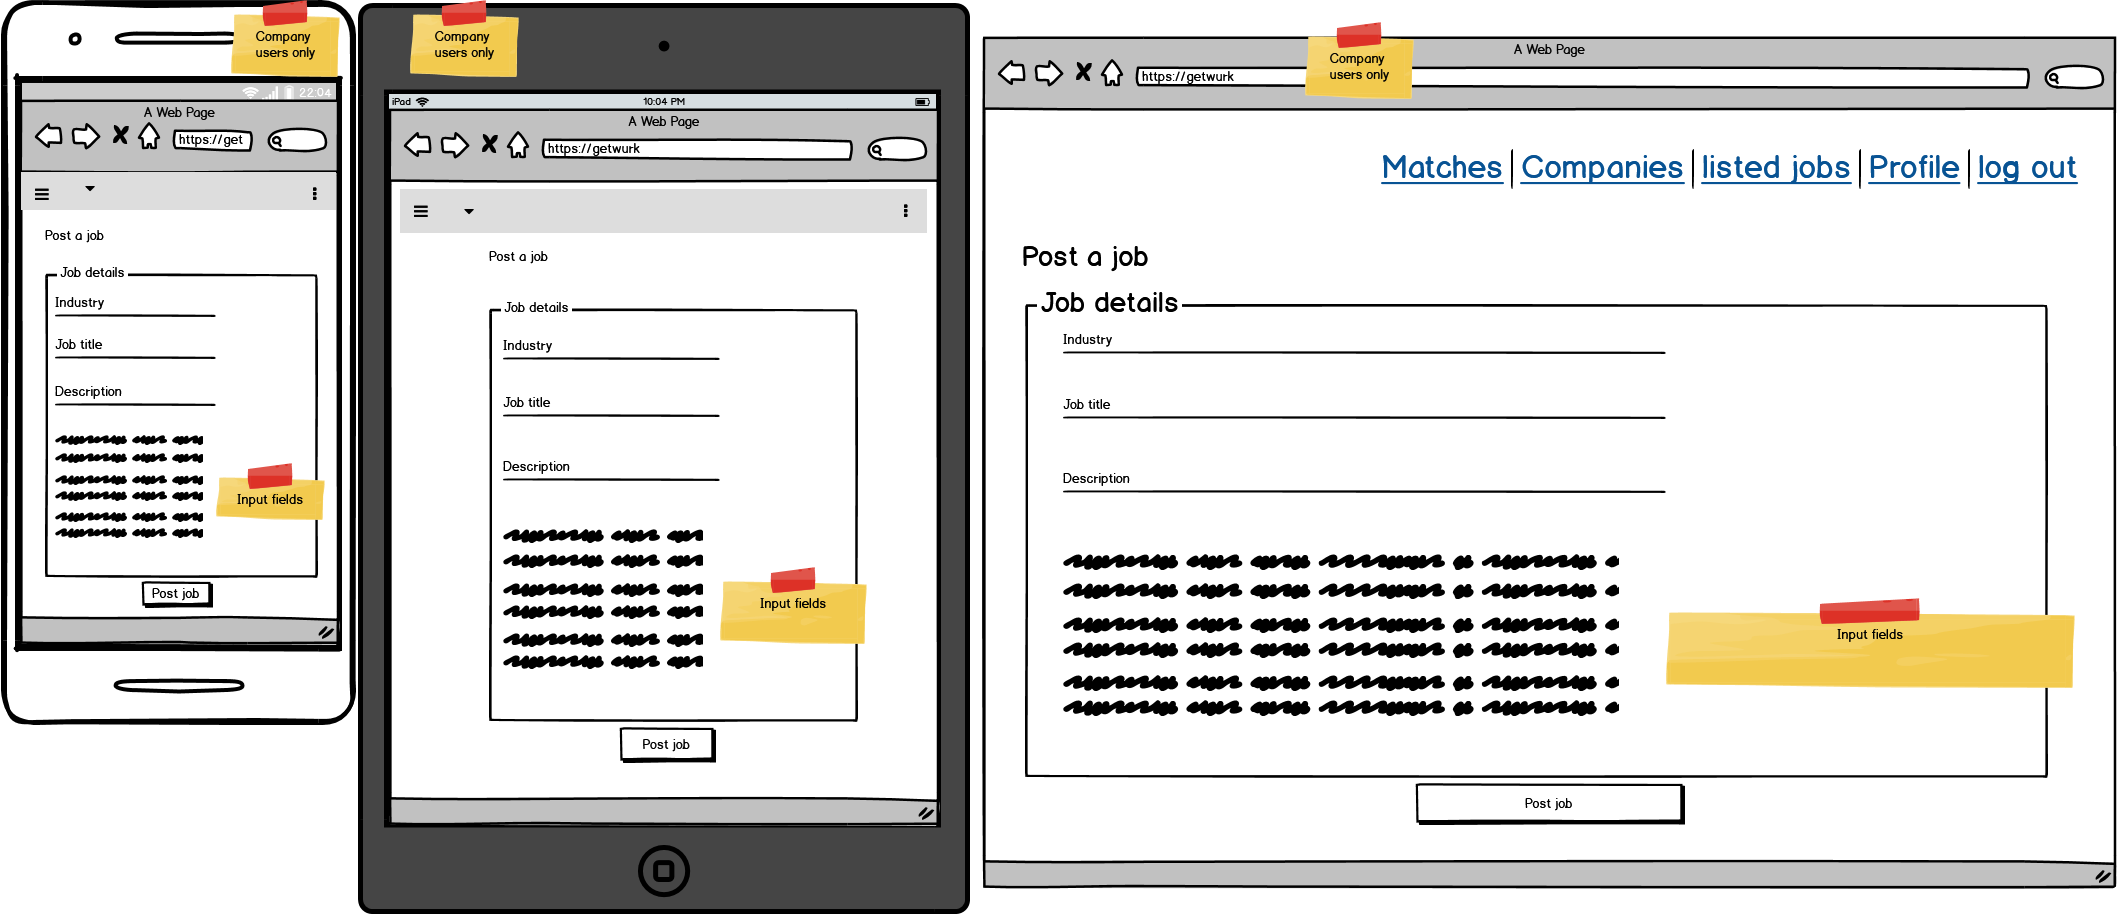 Company
users only
22:04
A Web Page
https://get
Post a job
Job details
Industry
Job title
Description
Input fields
Post job
Company
users only
iPad
10:04 PM
A Web Page
https://getwurk
Post a job
Job details
Industry
Job title
Description
Input fields
Post job
A Web Page
Company
users only
https://getwurk
Matches Companies listed jobs Profile log out
Post a job
Job details
Industry
Job title
Description
Input fields
Post job